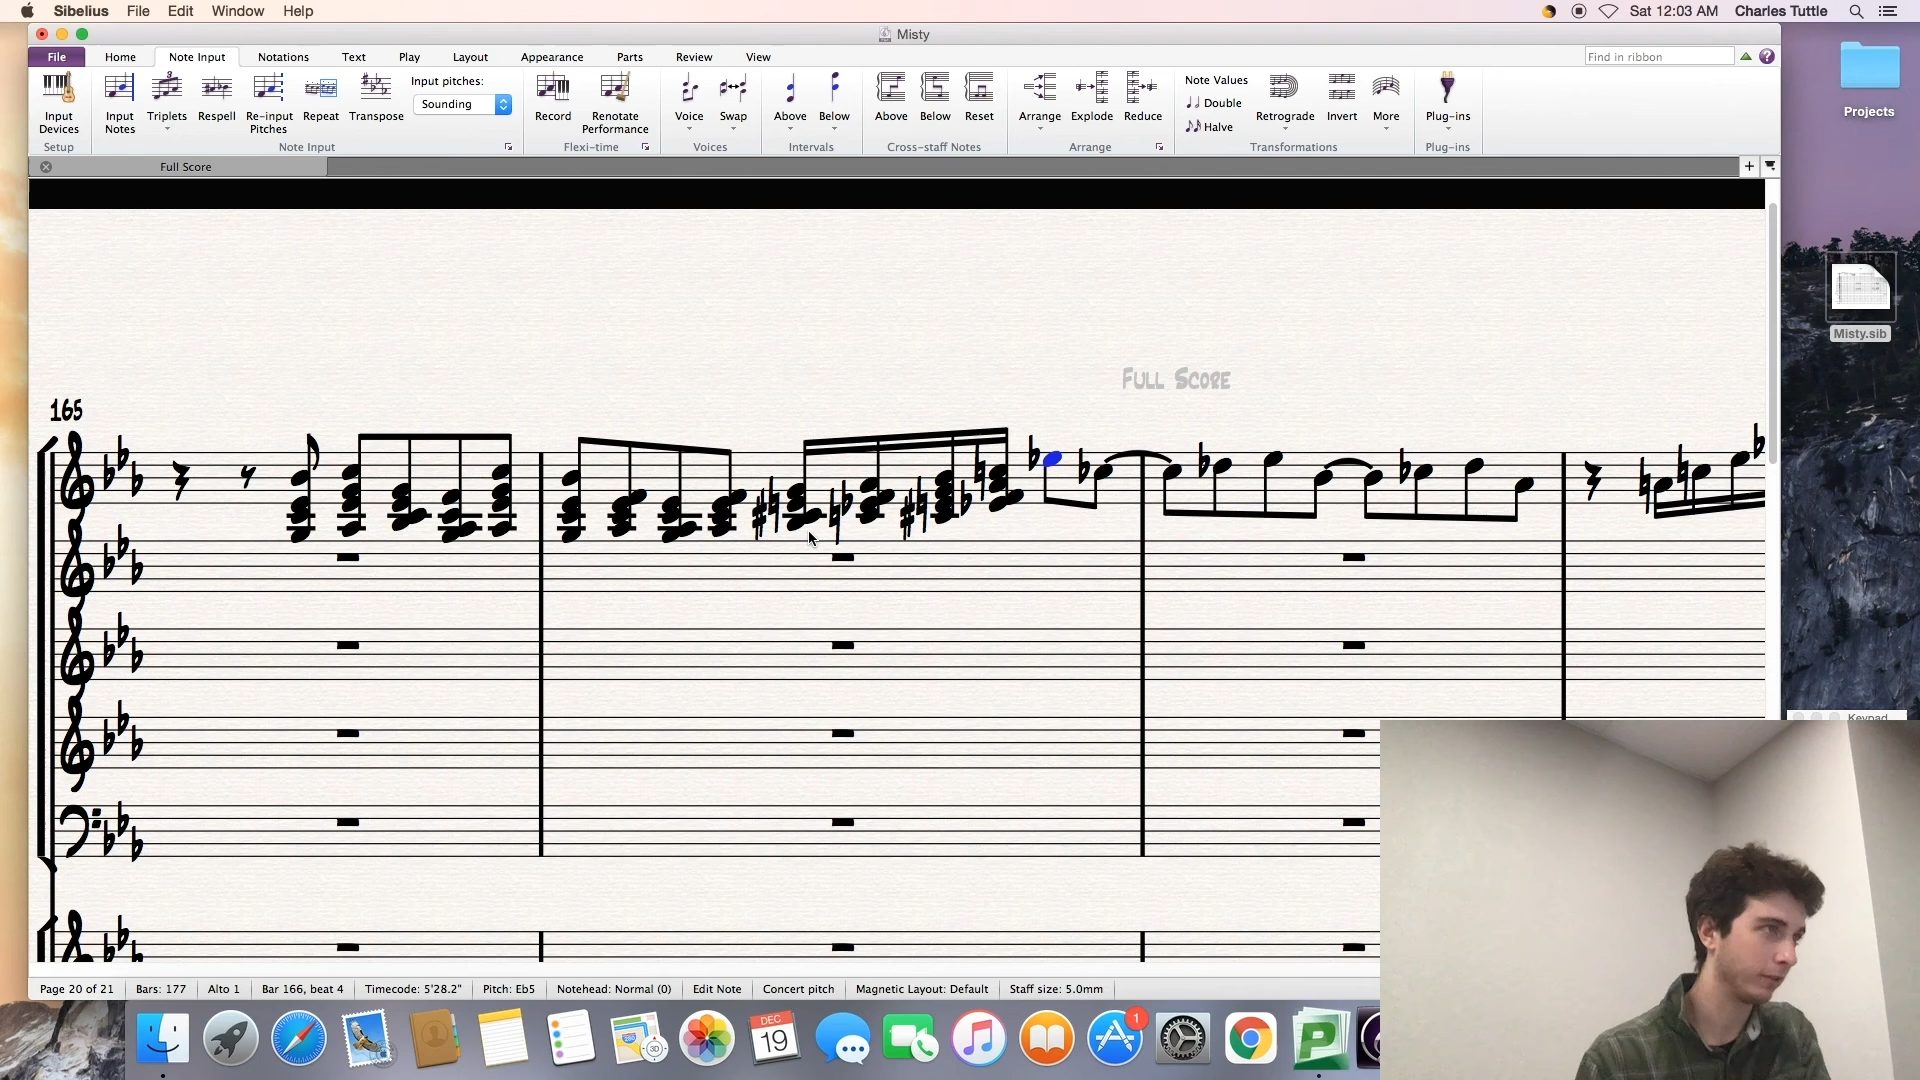 Sibelius File Edit Window Help
Sat 12:03 AM Charles Tuttle
Misty
File Home Note Input Notations Text Play Layout Appearance Parts Review View
Find in ribbon
Input Devices
Setup
Input Notes
Triplets
Respell
Re-input Pitches
Repeat
Transpose
Input pitches:
Sounding
Note Input
Record
Renotate Performance
Flexi-time
Voice
Swap
Voices
Above
Below
Intervals
Above
Below
Reset
Cross-staff Notes
Arrange
Explode
Reduce
Arrange
Note Values
Double
Halve
Retrograde
Invert
More
Transformations
Plug-ins
Plug-ins
Full Score
Projects
Misty.sib
Full Score
165
Keypad
Page 20 of 21
Bars: 177
Alto 1
Bar 166, beat 4
Timecode: 5'28.2"
Pitch: Eb5
Notehead: Normal (0)
Edit Note
Concert pitch
Magnetic Layout: Default
Staff size: 5.0mm
DEC
19
1